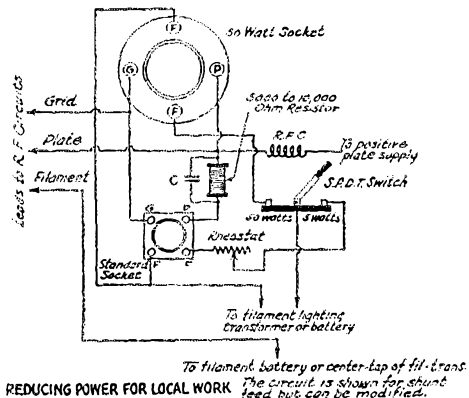 F
50 Watt Socket
G
P
F
5000 to 10,000
Ohm Resistor
Leads to R.F. Circuits
Grid
Plate
Filament
R.F.C.
To positive
plate supply
S.P.D.T. Switch
C
50 watts 5 watts
G P
Rheostat
F F
Standard
Socket
To filament lighting
transformer or battery
To filament battery or center-tap of fil-trans.
REDUCING POWER FOR LOCAL WORK
The circuit is shown for shunt
feed but can be modified.